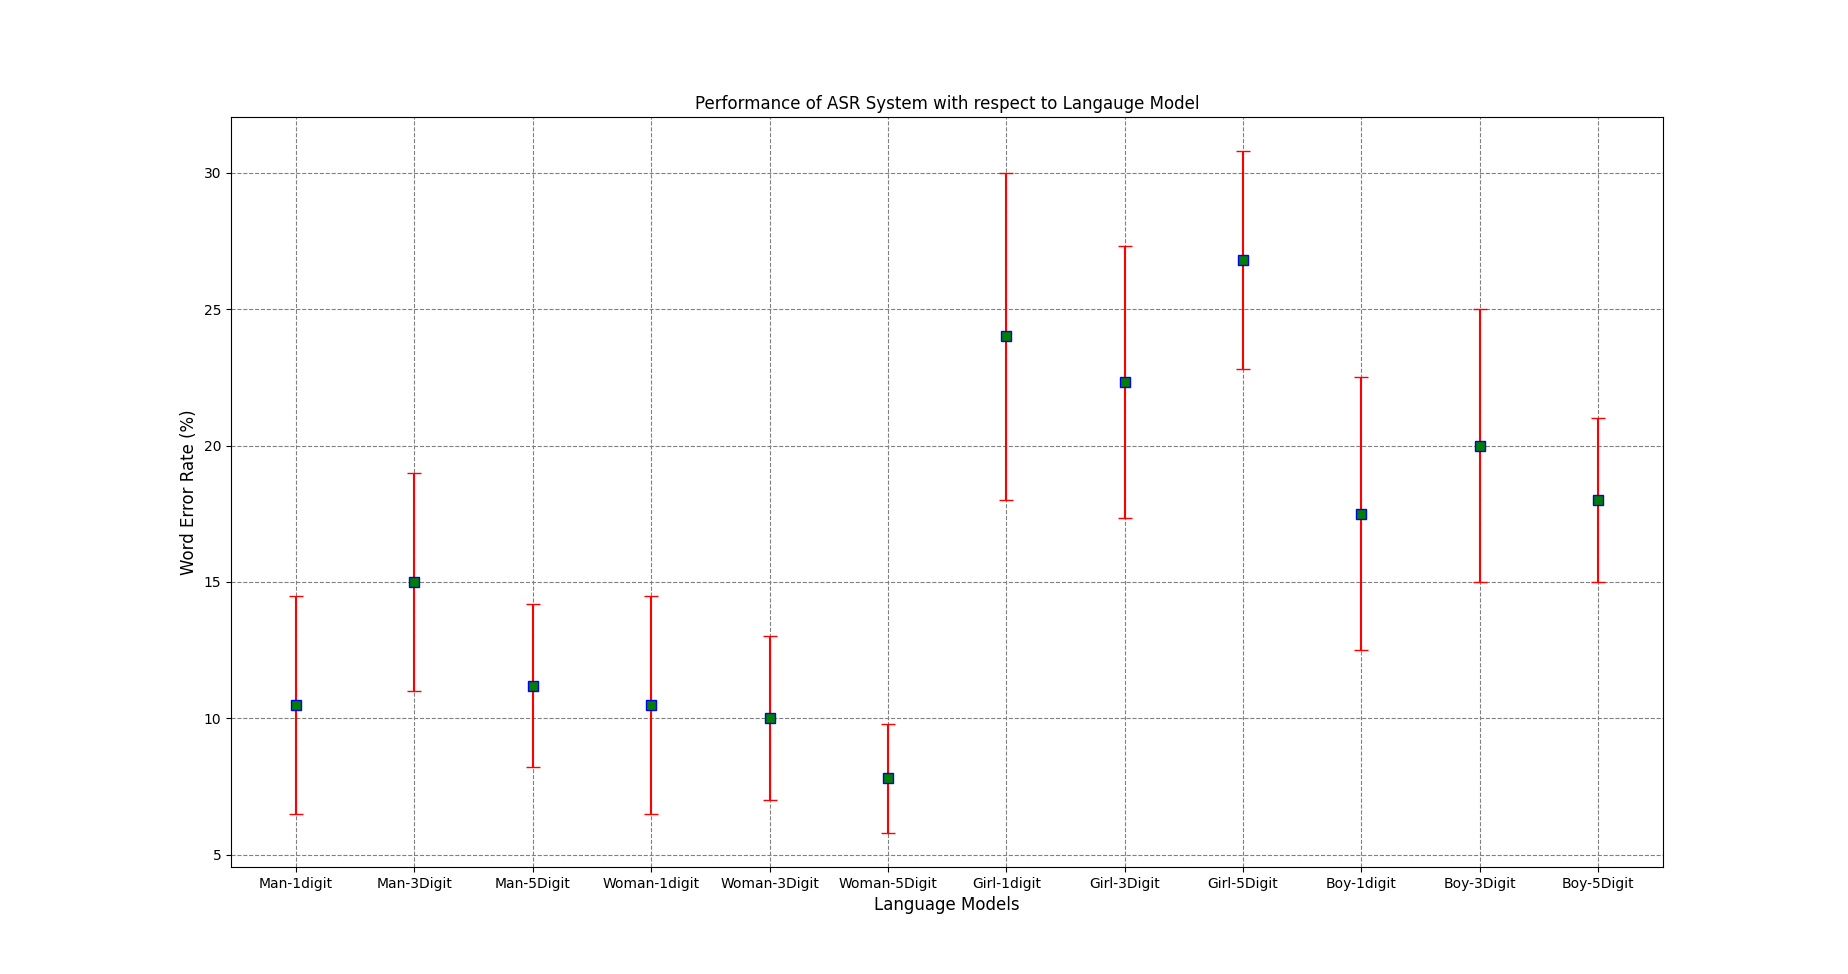 Performance of ASR System with respect to Langauge Model
Word Error Rate (%)
30
25
20
15
10
5
Man-1digit Man-3Digit Man-5Digit Woman-1digit Woman-3Digit Woman-5Digit Girl-1digit Girl-3Digit Girl-5Digit Boy-1digit Boy-3Digit Boy-5Digit
Language Models